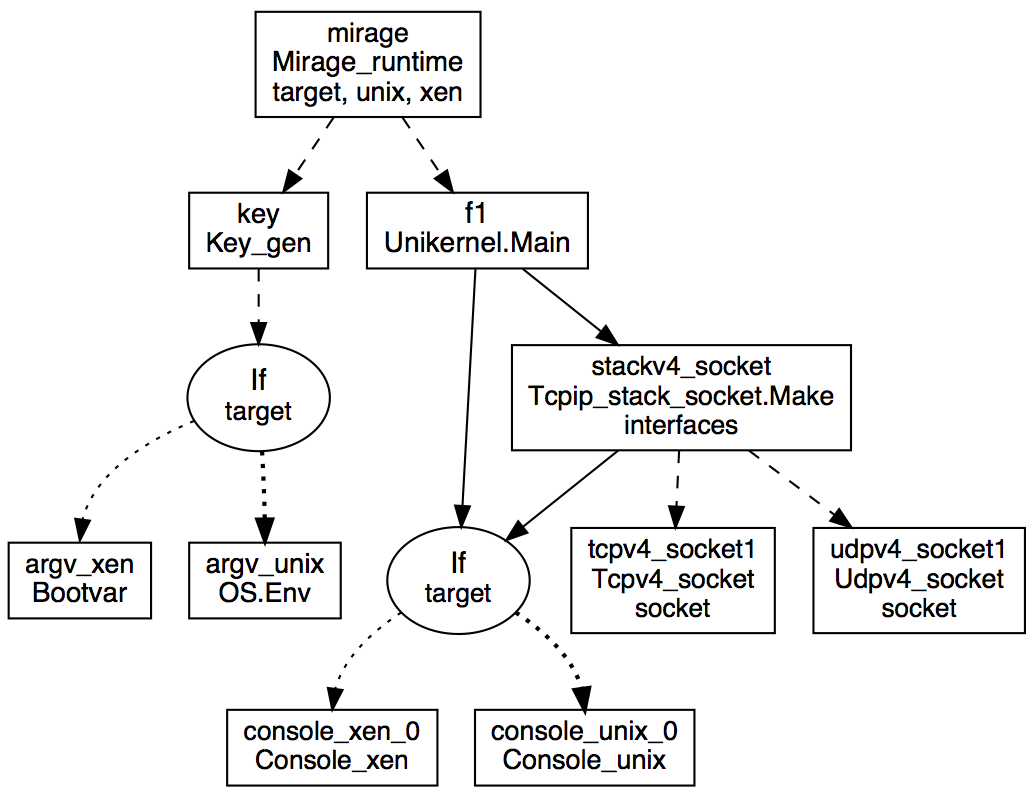 mirage
Mirage_runtime
target, unix, xen
key
Key_gen
f1
Unikernel.Main
If
target
stackv4_socket
Tcpip_stack_socket.Make
interfaces
argv_xen
Bootvar
argv_unix
OS.Env
If
target
tcpv4_socket1
Tcpv4_socket
socket
udpv4_socket1
Udpv4_socket
socket
console_xen_0
Console_xen
console_unix_0
Console_unix